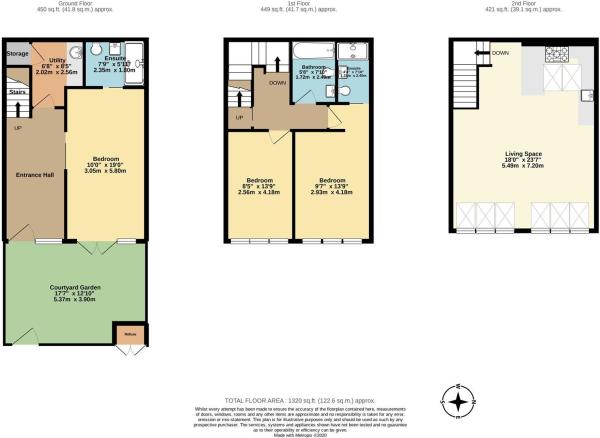 Ground Floor
450 sq.ft. (41.8 sq.m.) approx.
1st Floor
449 sq.ft. (41.7 sq.m.) approx.
2nd Floor
421 sq.ft. (39.1 sq.m.) approx.
Storage
Utility
6'8" x 8'5"
2.02m x 2.56m
Ensuite
7'9" x 5'11"
2.35m x 1.80m
Stairs
UP
Entrance Hall
Bedroom
10'0" x 19'0"
3.05m x 5.80m
Courtyard Garden
17'7" x 12'10"
5.37m x 3.90m
Refuse
DOWN
UP
Bathroom
5'8" x 7'10"
Ensuite
Bedroom
8'5" x 13'9"
2.56m x 4.18m
Bedroom
9'7" x 13'9"
2.93m x 4.18m
DOWN
Living Space
18'0" x 23'7"
5.49m x 7.20m
TOTAL FLOOR AREA : 1320 sq.ft. (122.6 sq.m.) approx.
Whilst every attempt has been made to ensure the accuracy of the floorplan contained here, measurements
of doors, windows, rooms and any other items are approximate and no responsibility is taken for any error,
omission or mis-statement. This plan is for illustrative purposes only and should be used as such by any
prospective purchaser. The services, systems and appliances shown have not been tested and no guarantee
as to their operability or efficiency can be given.
Made with Metropix ©2020